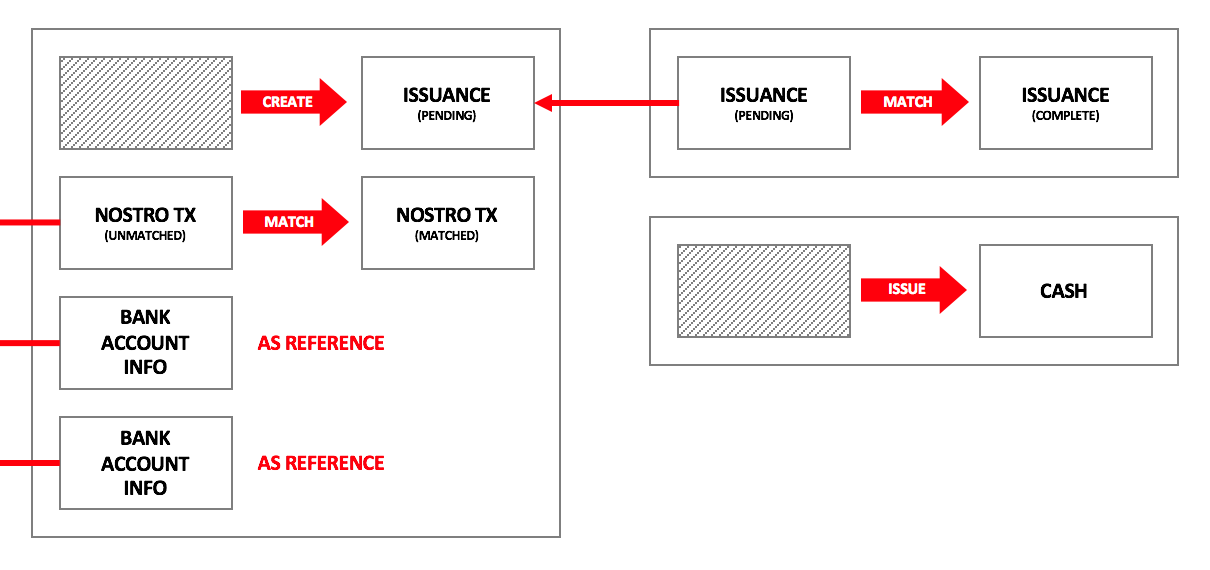 CREATE
ISSUANCE
(PENDING)
NOSTRO TX
(UNMATCHED)
MATCH
NOSTRO TX
(MATCHED)
BANK
ACCOUNT
INFO
AS REFERENCE
BANK
ACCOUNT
INFO
AS REFERENCE
ISSUANCE
(PENDING)
MATCH
ISSUANCE
(COMPLETE)
ISSUE
CASH